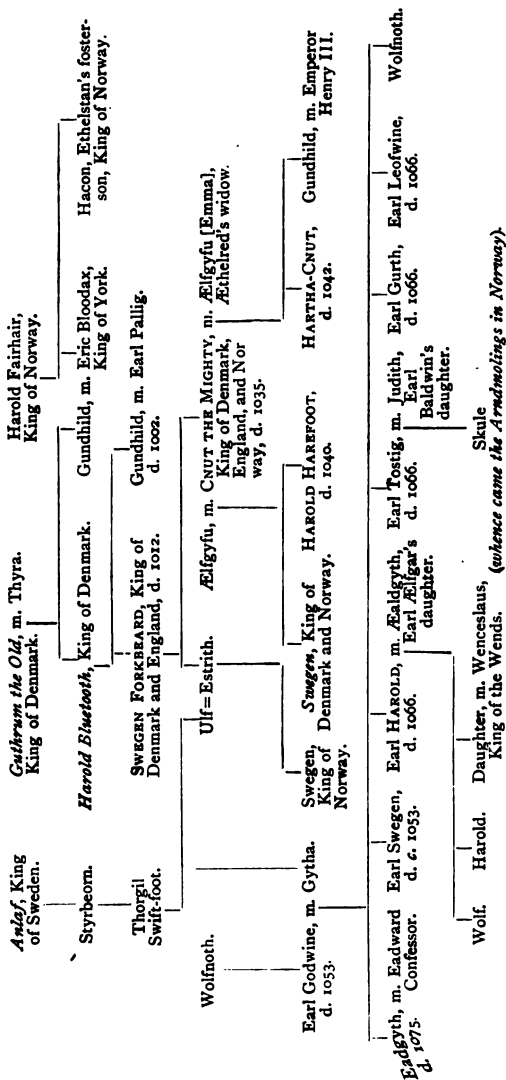 Anlaf, King
of Sweden.
Guthrum the Old, m. Thyra.
King of Denmark.
Harold Fairhair,
King of Norway.
Styrbeorn.
Harold Bluetooth, King of Denmark.
Gundhild, m. Eric Bloodax,
King of York.
Hacon, Ethelstan's foster-
son, King of Norway.
Thorgil
Swift-foot.
SWEGEN FORKBEARD, King of
Denmark and England, d. 1012.
Gundhild, m. Earl Pallig.
d. 1002.
Wolfnoth.
Ulf = Estrith.
Ælfgyfu, m. CNUT THE MIGHTY, m. Ælfgyfu [Emma],
King of Denmark,
England, and Nor
way, d. 1035.
Æthelred's widow.
Earl Godwine, m. Gytha.
d. 1053.
Swegen,
King of
Norway.
Swegen, King of
Denmark and Norway.
HAROLD HAREFOOT,
d. 1040.
HARTHA-CNUT,
d. 1042.
Gundhild, m. Emperor
Henry III.
Eadgyth, m. Eadward
d. 1075. Confessor.
Earl Swegen,
d. c. 1053.
Earl HAROLD, m. Æaldgyth,
d. 1066. Earl Ælfgar's
daughter.
Earl Tostig, m. Judith,
d. 1066. Earl
Baldwin's
daughter.
Earl Gurth,
d. 1066.
Earl Leofwine,
d. 1066.
Wolfnoth.
Wolf.
Harold.
Daughter, m. Wenceslaus,
King of the Wends.
Skule
(whence came the Arndmolings in Norway).